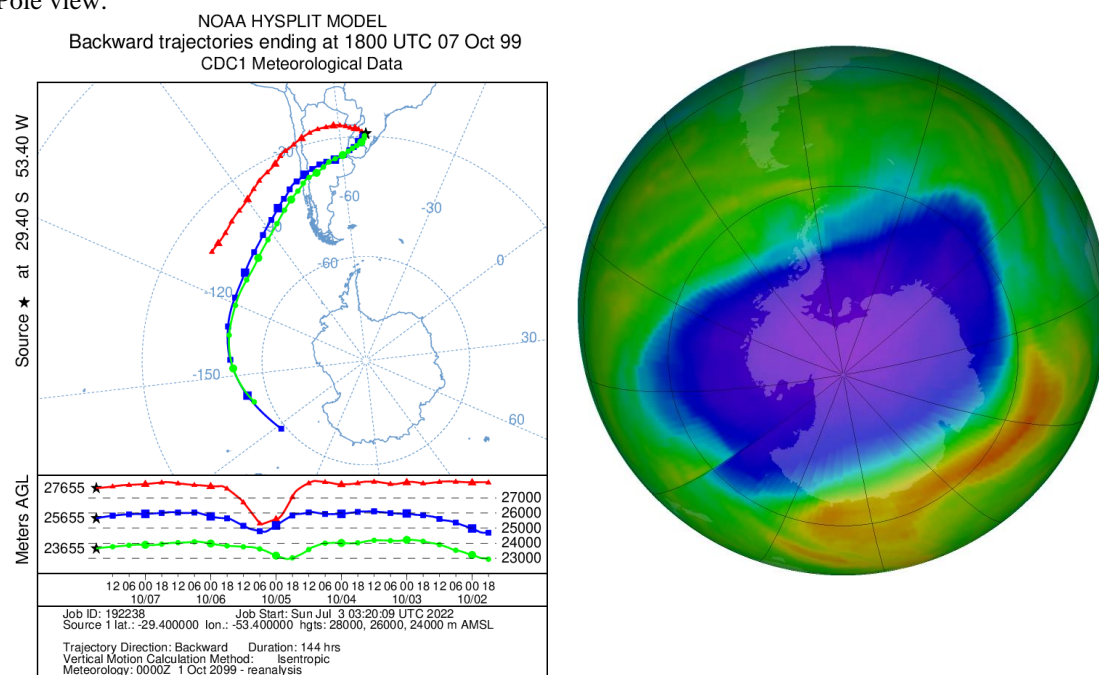 Pole view.
NOAA HYSPLIT MODEL
Backward trajectories ending at 1800 UTC 07 Oct 99
CDC1 Meteorological Data
Source ★ at 29.40 S 53.40 W
-30
-60
-30
-90
-60
0
-120
30
-150
60
Meters AGL
27655
25655
23655
27000
26000
25000
24000
23000
12 06 00 18 12 06 00 18 12 06 00 18 12 06 00 18 12 06 00 18 12 06 00 18
10/07 10/06 10/05 10/04 10/03 10/02
Job ID: 192238 Job Start: Sun Jul 3 03:20:09 UTC 2022
Source 1 lat.: -29.400000 lon.: -53.400000 hgts: 28000, 26000, 24000 m AMSL
Trajectory Direction: Backward Duration: 144 hrs
Vertical Motion Calculation Method: Isentropic
Meteorology: 0000Z 1 Oct 2099 - reanalysis